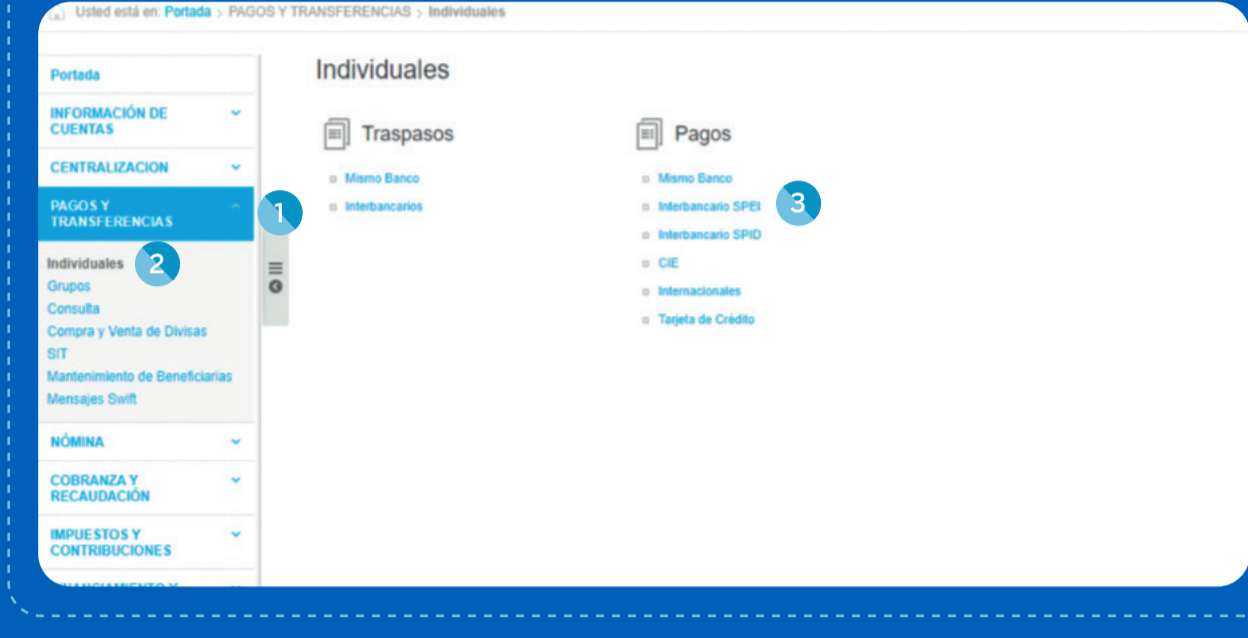 Usted está en: Portada > PAGOS Y TRANSFERENCIAS > Individuales
Portada
INFORMACIÓN DE
CUENTAS
CENTRALIZACION
PAGOS Y
TRANSFERENCIAS
1
Individuales
2
Grupos
Consulta
Compra y Venta de Divisas
SIT
Mantenimiento de Beneficiarias
Mensajes Swift
NÓMINA
COBRANZA Y
RECAUDACIÓN
IMPUESTOS Y
CONTRIBUCIONES
FINANCIAMIENTO Y
Individuales
Traspasos
Mismo Banco
Interbancarios
Pagos
Mismo Banco
Interbancario SPEI
3
Interbancario SPID
CIE
Internacionales
Tarjeta de Crédito